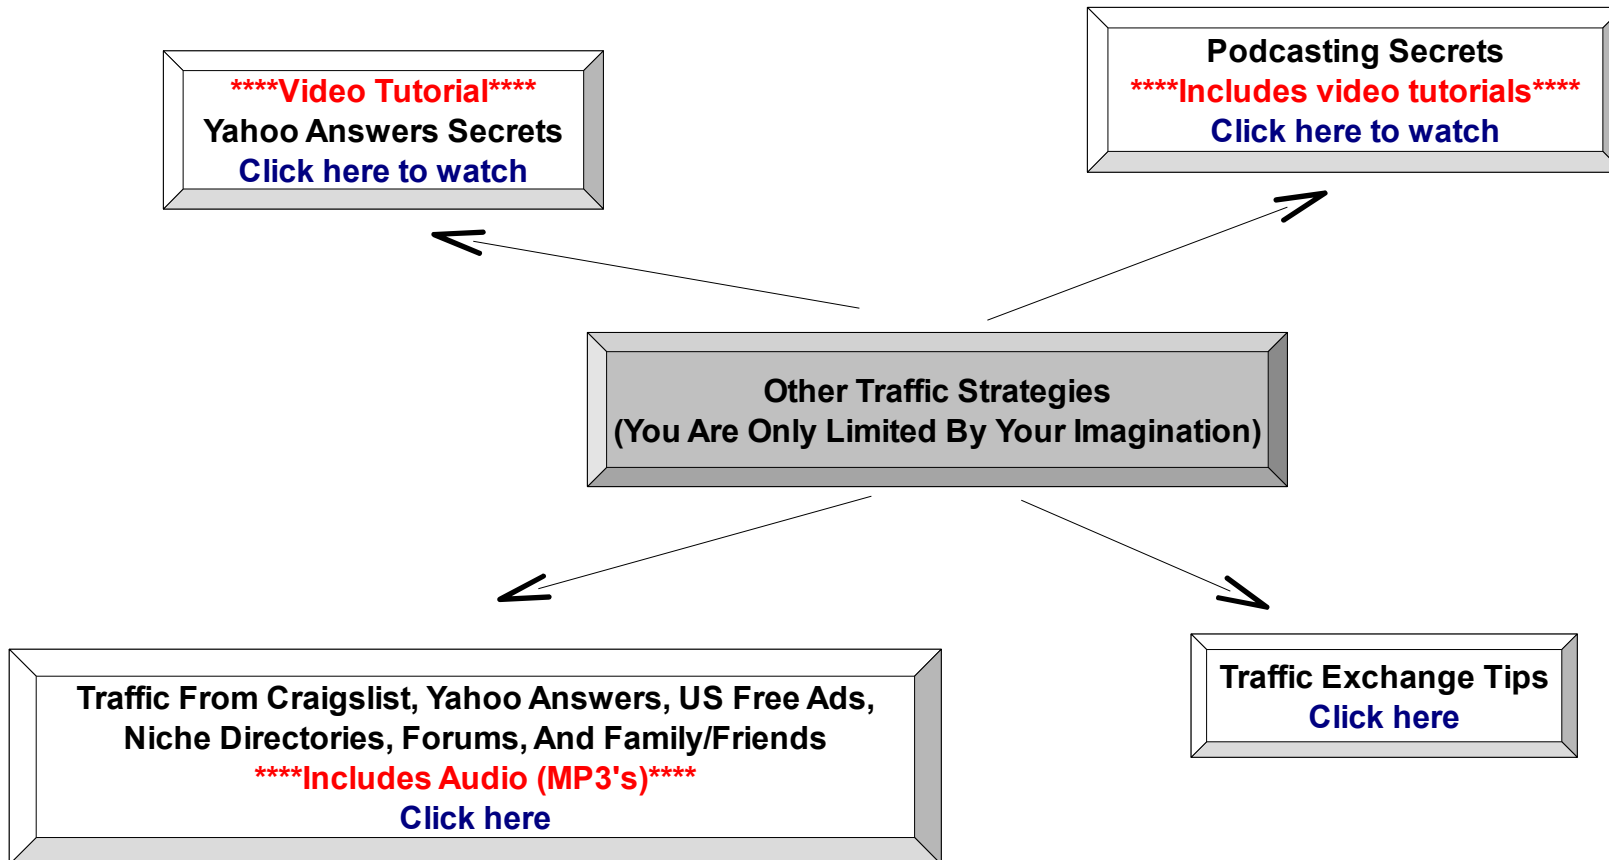 ****Video Tutorial****
Yahoo Answers Secrets
Click here to watch
Podcasting Secrets
****Includes video tutorials****
Click here to watch
Other Traffic Strategies
(You Are Only Limited By Your Imagination)
Traffic From Craigslist, Yahoo Answers, US Free Ads,
Niche Directories, Forums, And Family/Friends
****Includes Audio (MP3's)****
Click here
Traffic Exchange Tips
Click here